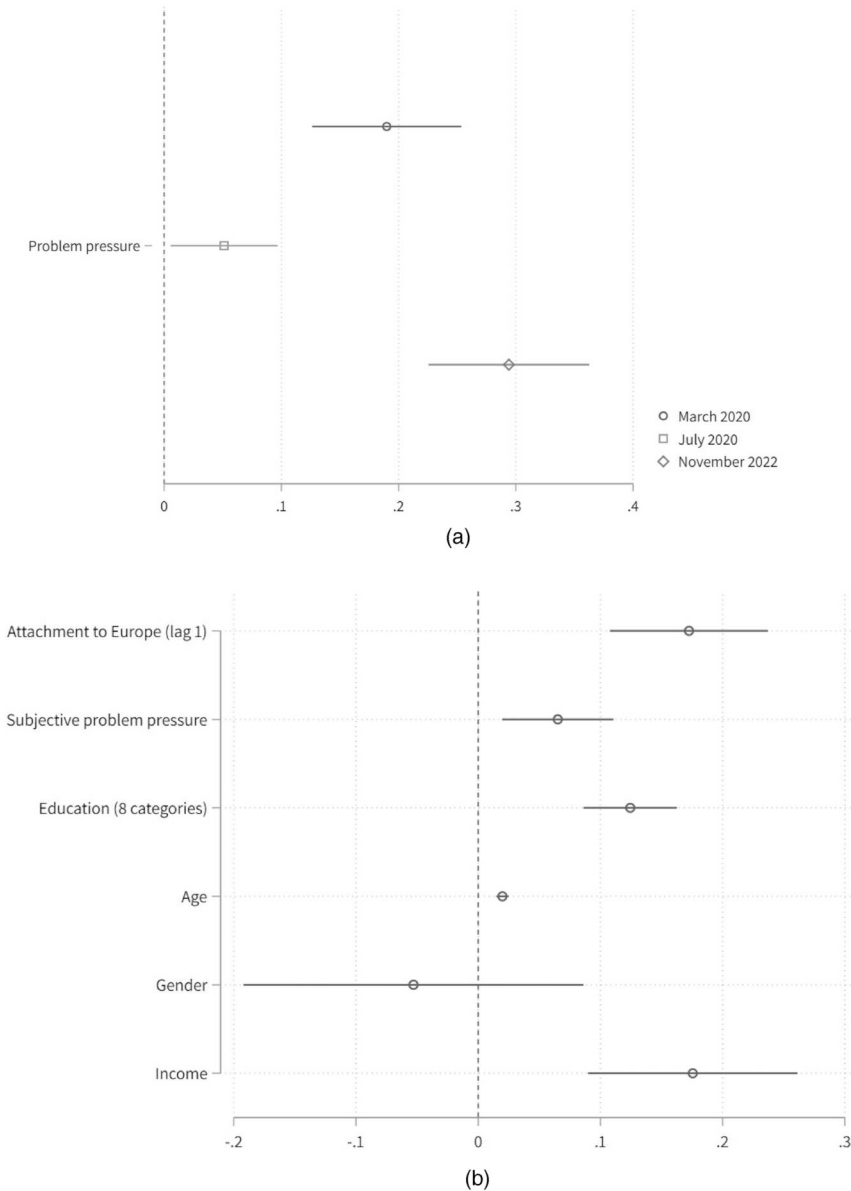 Problem pressure
March 2020
July 2020
November 2022
0 .1 .2 .3 .4
(a)
Attachment to Europe (lag 1)
Subjective problem pressure
Education (8 categories)
Age
Gender
Income
-.2 -.1 0 .1 .2 .3
(b)